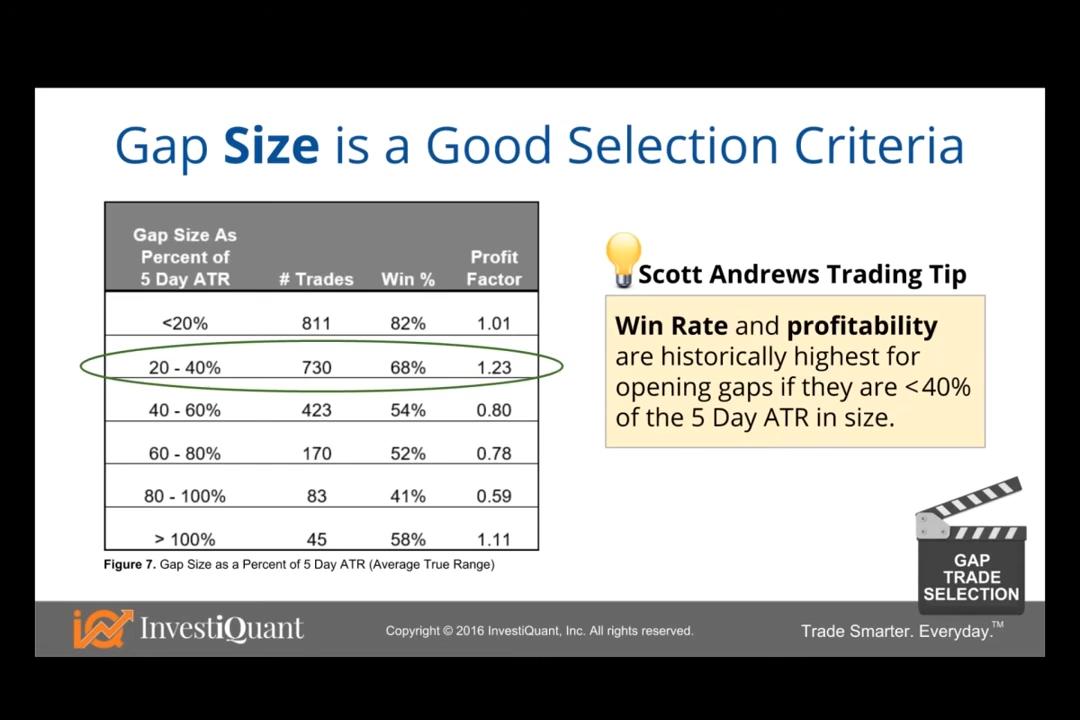 Gap Size is a Good Selection Criteria
Gap Size As
Percent of
5 Day ATR # Trades Win % Profit Factor
<20% 811 82% 1.01
20 - 40% 730 68% 1.23
40 - 60% 423 54% 0.80
60 - 80% 170 52% 0.78
80 - 100% 83 41% 0.59
> 100% 45 58% 1.11
Figure 7. Gap Size as a Percent of 5 Day ATR (Average True Range)
Scott Andrews Trading Tip
Win Rate and profitability
are historically highest for
opening gaps if they are <40%
of the 5 Day ATR in size.
GAP
TRADE
SELECTION
iQ InvestiQuant
Copyright © 2016 InvestiQuant, Inc. All rights reserved.
Trade Smarter. Everyday.™